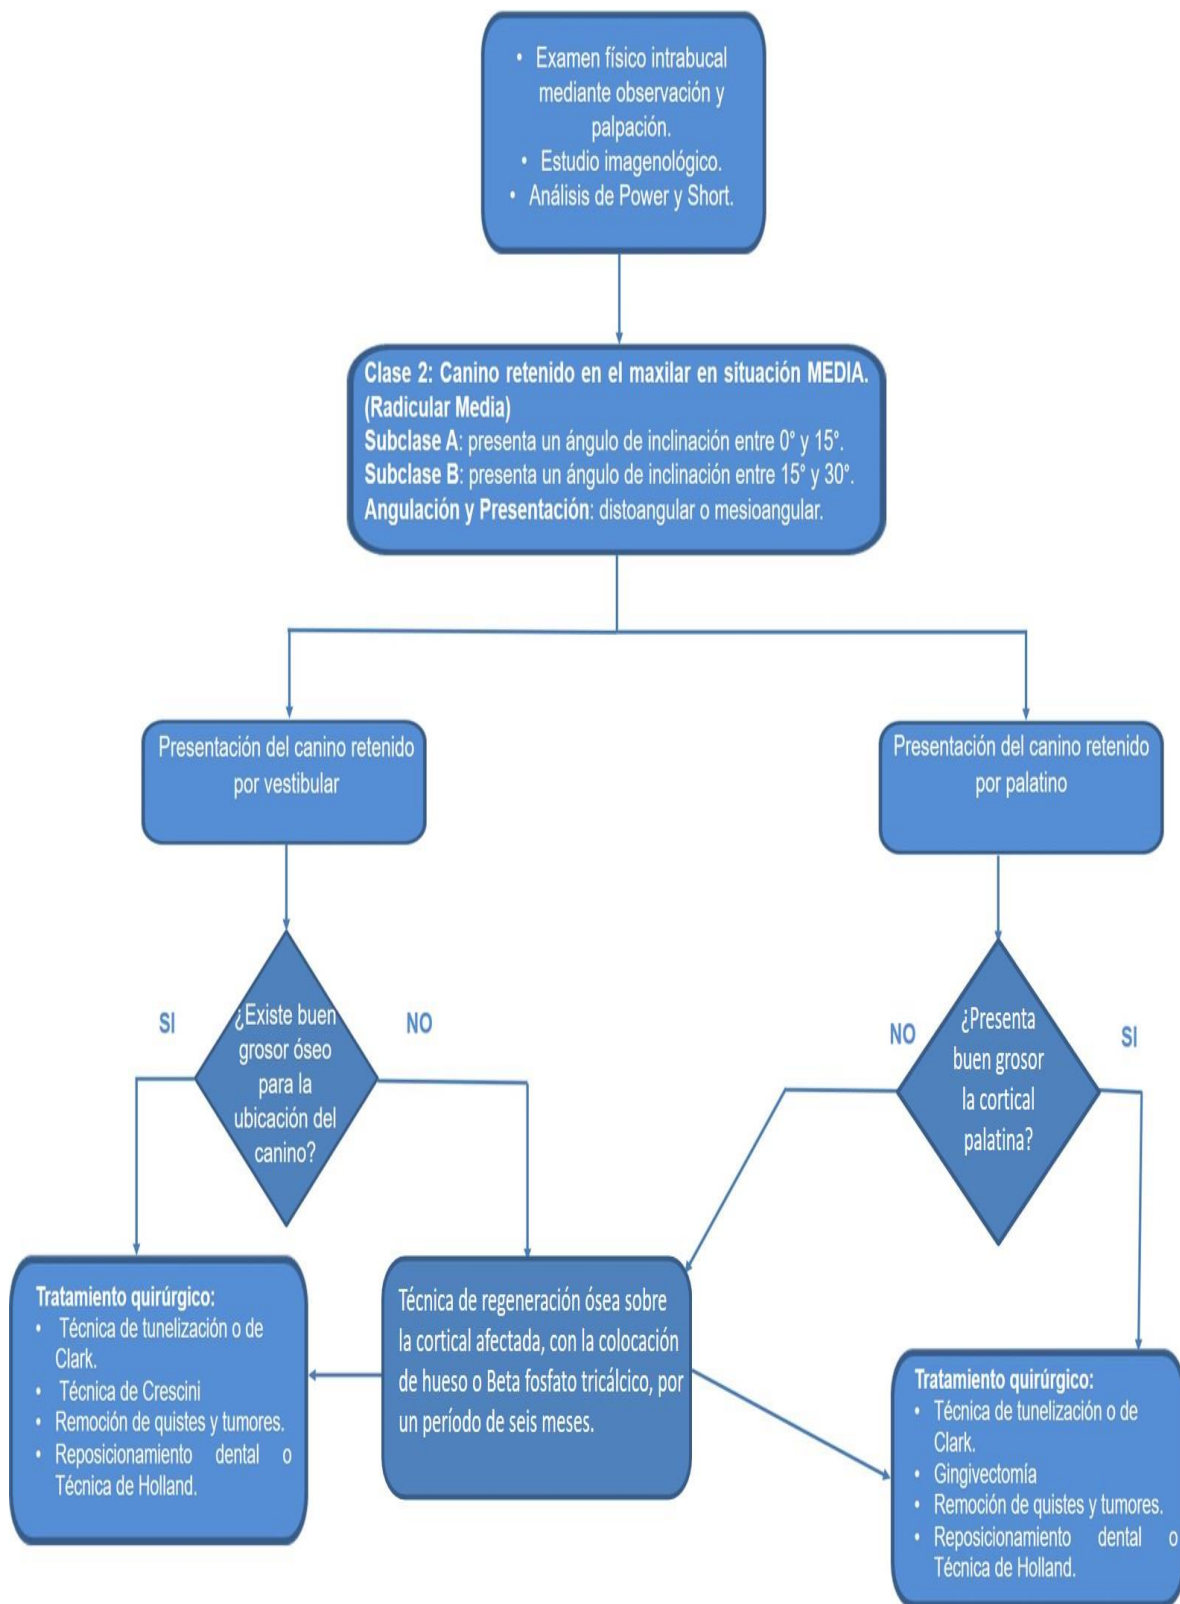 • Examen físico intrabucal
mediante observación y
palpación.
• Estudio imagenológico.
• Análisis de Power y Short.
Clase 2: Canino retenido en el maxilar en situación MEDIA.
(Radicular Media)
Subclase A: presenta un ángulo de inclinación entre 0° y 15°.
Subclase B: presenta un ángulo de inclinación entre 15° y 30°.
Angulación y Presentación: distoangular o mesioangular.
Presentación del canino retenido
por vestibular
Presentación del canino retenido
por palatino
SI
¿Existe buen
grosor óseo
para la
ubicación del
canino?
NO
NO
¿Presenta
buen grosor
la cortical
palatina?
SI
Tratamiento quirúrgico:
• Técnica de tunelización o de
Clark.
• Técnica de Crescini
• Remoción de quistes y tumores.
• Reposicionamiento dental o
Técnica de Holland.
Técnica de regeneración ósea sobre
la cortical afectada, con la colocación
de hueso o Beta fosfato tricálcico, por
un período de seis meses.
Tratamiento quirúrgico:
• Técnica de tunelización o de
Clark.
• Gingivectomía
• Remoción de quistes y tumores.
• Reposicionamiento dental o
Técnica de Holland.